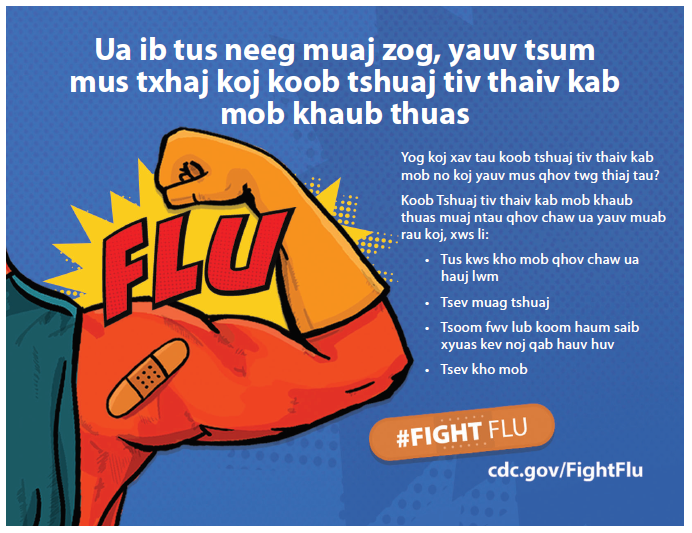 Ua ib tus neeg muaj zog, yauv tsum
mus txhaj koj koob tshuaj tiv thaiv kab
mob khaub thuas
Yog koj xav tau koob tshuaj tiv thaiv kab
mob no koj yauv mus qhov twg thiaj tau?
Koob Tshuaj tiv thaiv kab mob khaub
thuas muaj ntau qhov chaw ua yauv muab
rau koj, xws li:
• Tus kws kho mob qhov chaw ua
hauj lwm
• Tsev muag tshuaj
• Tsoom fwv lub koom haum saib
xyuas kev noj qab hauv huv
• Tsev kho mob
FLU
#FIGHT FLU
cdc.gov/FightFlu